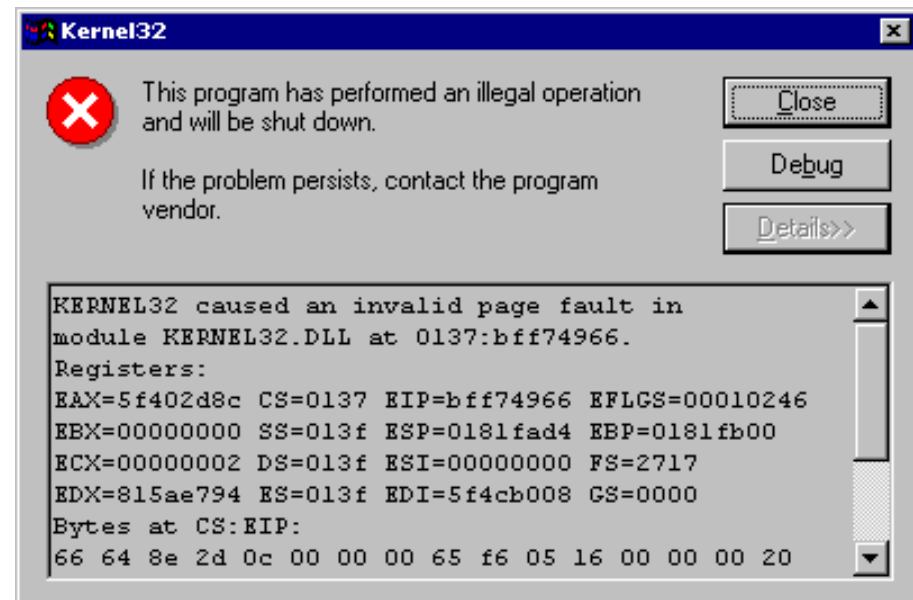 Kernel32
This program has performed an illegal operation
and will be shut down.
If the problem persists, contact the program
vendor.
Close
Debug
Details>>
KERNEL32 caused an invalid page fault in
module KERNEL32.DLL at 0137:bff74966.
Registers:
EAX=5f402d8c CS=0137 EIP=bff74966 EFLGS=00010246
EBX=00000000 SS=013f ESP=0181fad4 EBP=0181fb00
ECX=00000002 DS=013f ESI=00000000 FS=2717
EDX=815ae794 ES=013f EDI=5f4cb008 GS=0000
Bytes at CS:EIP:
66 64 8e 2d 0c 00 00 00 65 f6 05 16 00 00 00 20